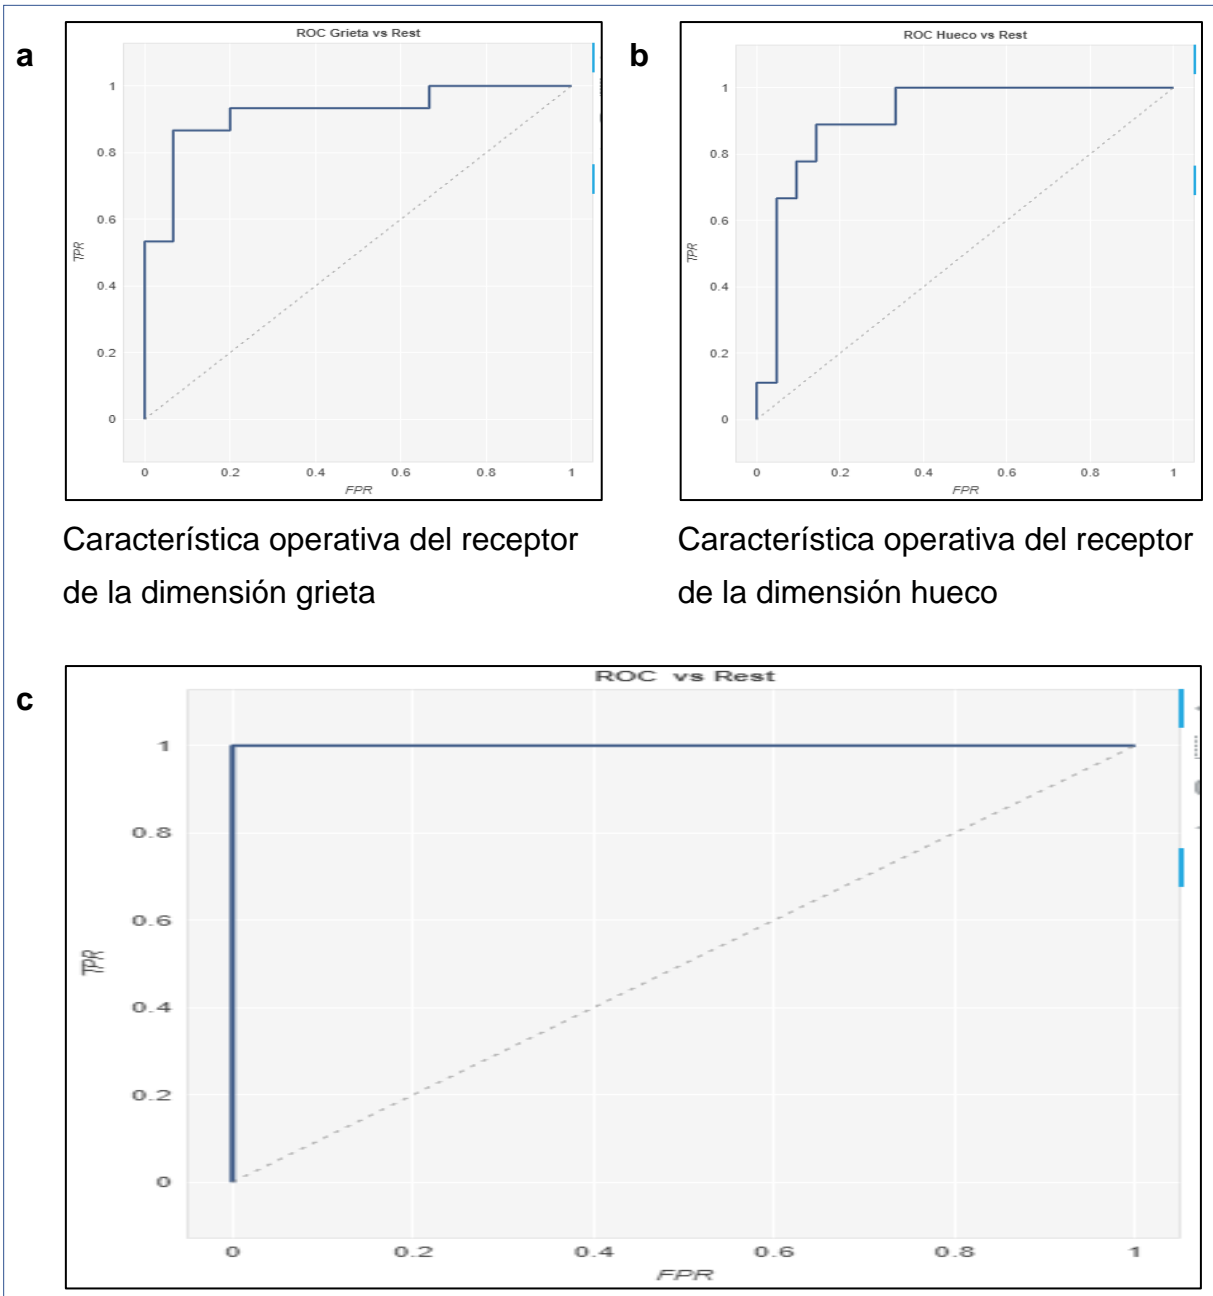 a
ROC Grieta vs Rest
1
0.8
0.6
0.4
0.2
0
TPR
0 0.2 0.4 0.6 0.8 1
FPR
Característica operativa del receptor
de la dimensión grieta
b
ROC Hueco vs Rest
1
0.8
0.6
0.4
0.2
0
TPR
0 0.2 0.4 0.6 0.8 1
FPR
Característica operativa del receptor
de la dimensión hueco
c
ROC vs Rest
1
0.8
0.6
0.4
0.2
0
TPR
0 0.2 0.4 0.6 0.8 1
FPR